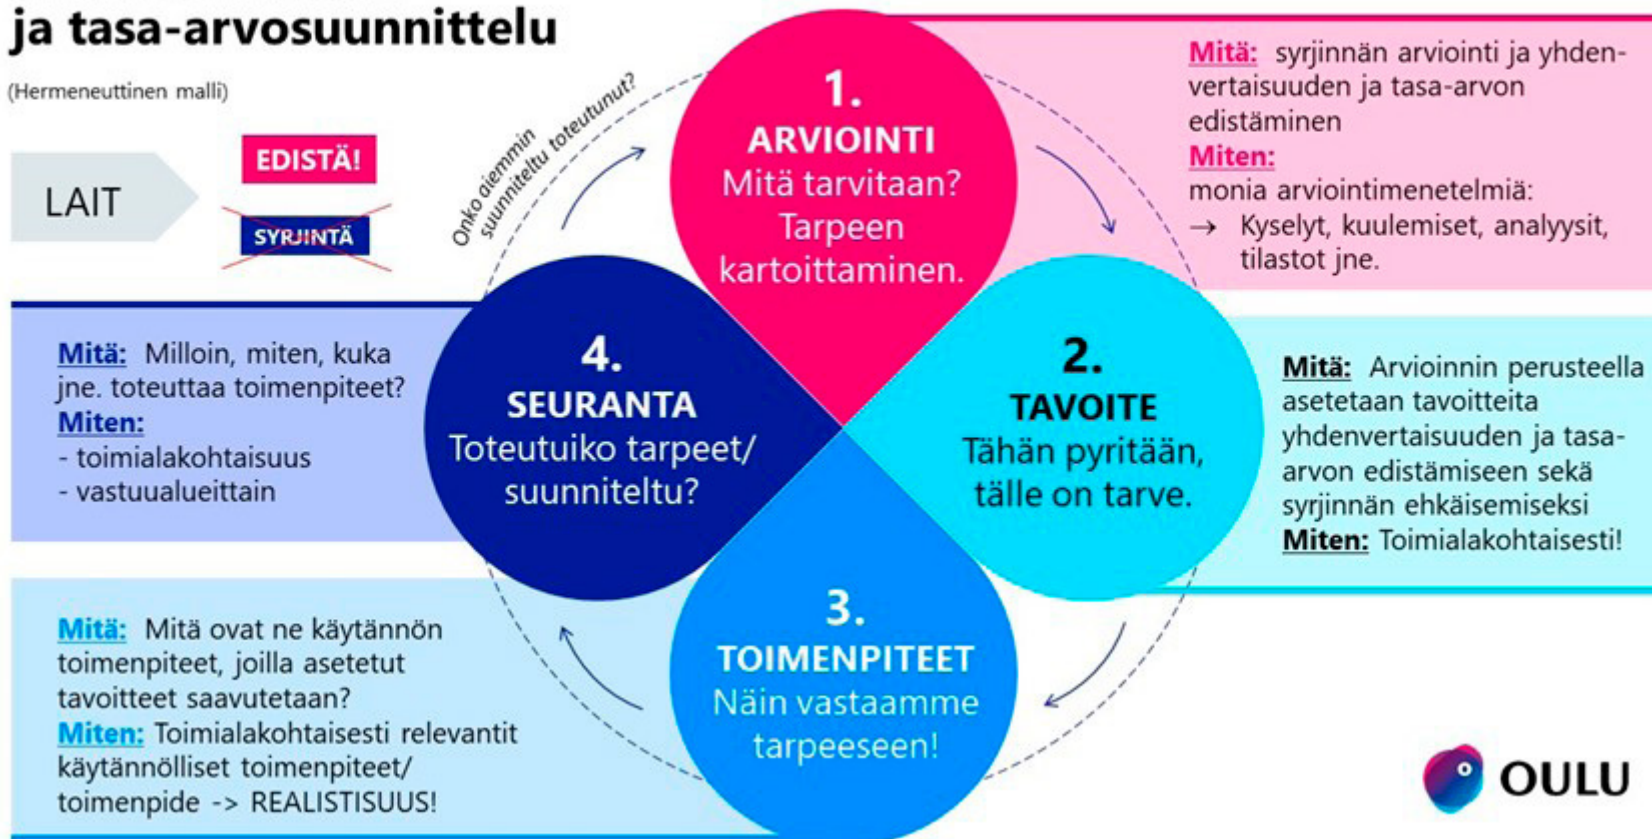 ja tasa-arvosuunnittelu
(Hermeneuttinen malli)
LAIT
EDISTÄ!
SYRJINTÄ
Onko aiemmin
suunniteltu toteutunut?
1.
ARVIOINTI
Mitä tarvitaan?
Tarpeen
kartoittaminen.
Mitä: syrjinnän arviointi ja yhden-
vertaisuuden ja tasa-arvon
edistäminen
Miten:
monia arviointimenetelmiä:
→ Kyselyt, kuulemiset, analyysit,
tilastot jne.
2.
TAVOITE
Tähän pyritään,
tälle on tarve.
Mitä: Arvioinnin perusteella
asetetaan tavoitteita
yhdenvertaisuuden ja tasa-
arvon edistämiseen sekä
syrjinnän ehkäisemiseksi
Miten: Toimialakohtaisesti!
3.
TOIMENPITEET
Näin vastaamme
tarpeeseen!
Mitä: Mitä ovat ne käytännön
toimenpiteet, joilla asetetut
tavoitteet saavutetaan?
Miten: Toimialakohtaisesti relevantit
käytännölliset toimenpiteet/
toimenpide -> REALISTISUUS!
4.
SEURANTA
Toteutuiko tarpeet/
suunniteltu?
Mitä: Milloin, miten, kuka
jne. toteuttaa toimenpiteet?
Miten:
- toimialakohtaisuus
- vastuualueittain
OULU